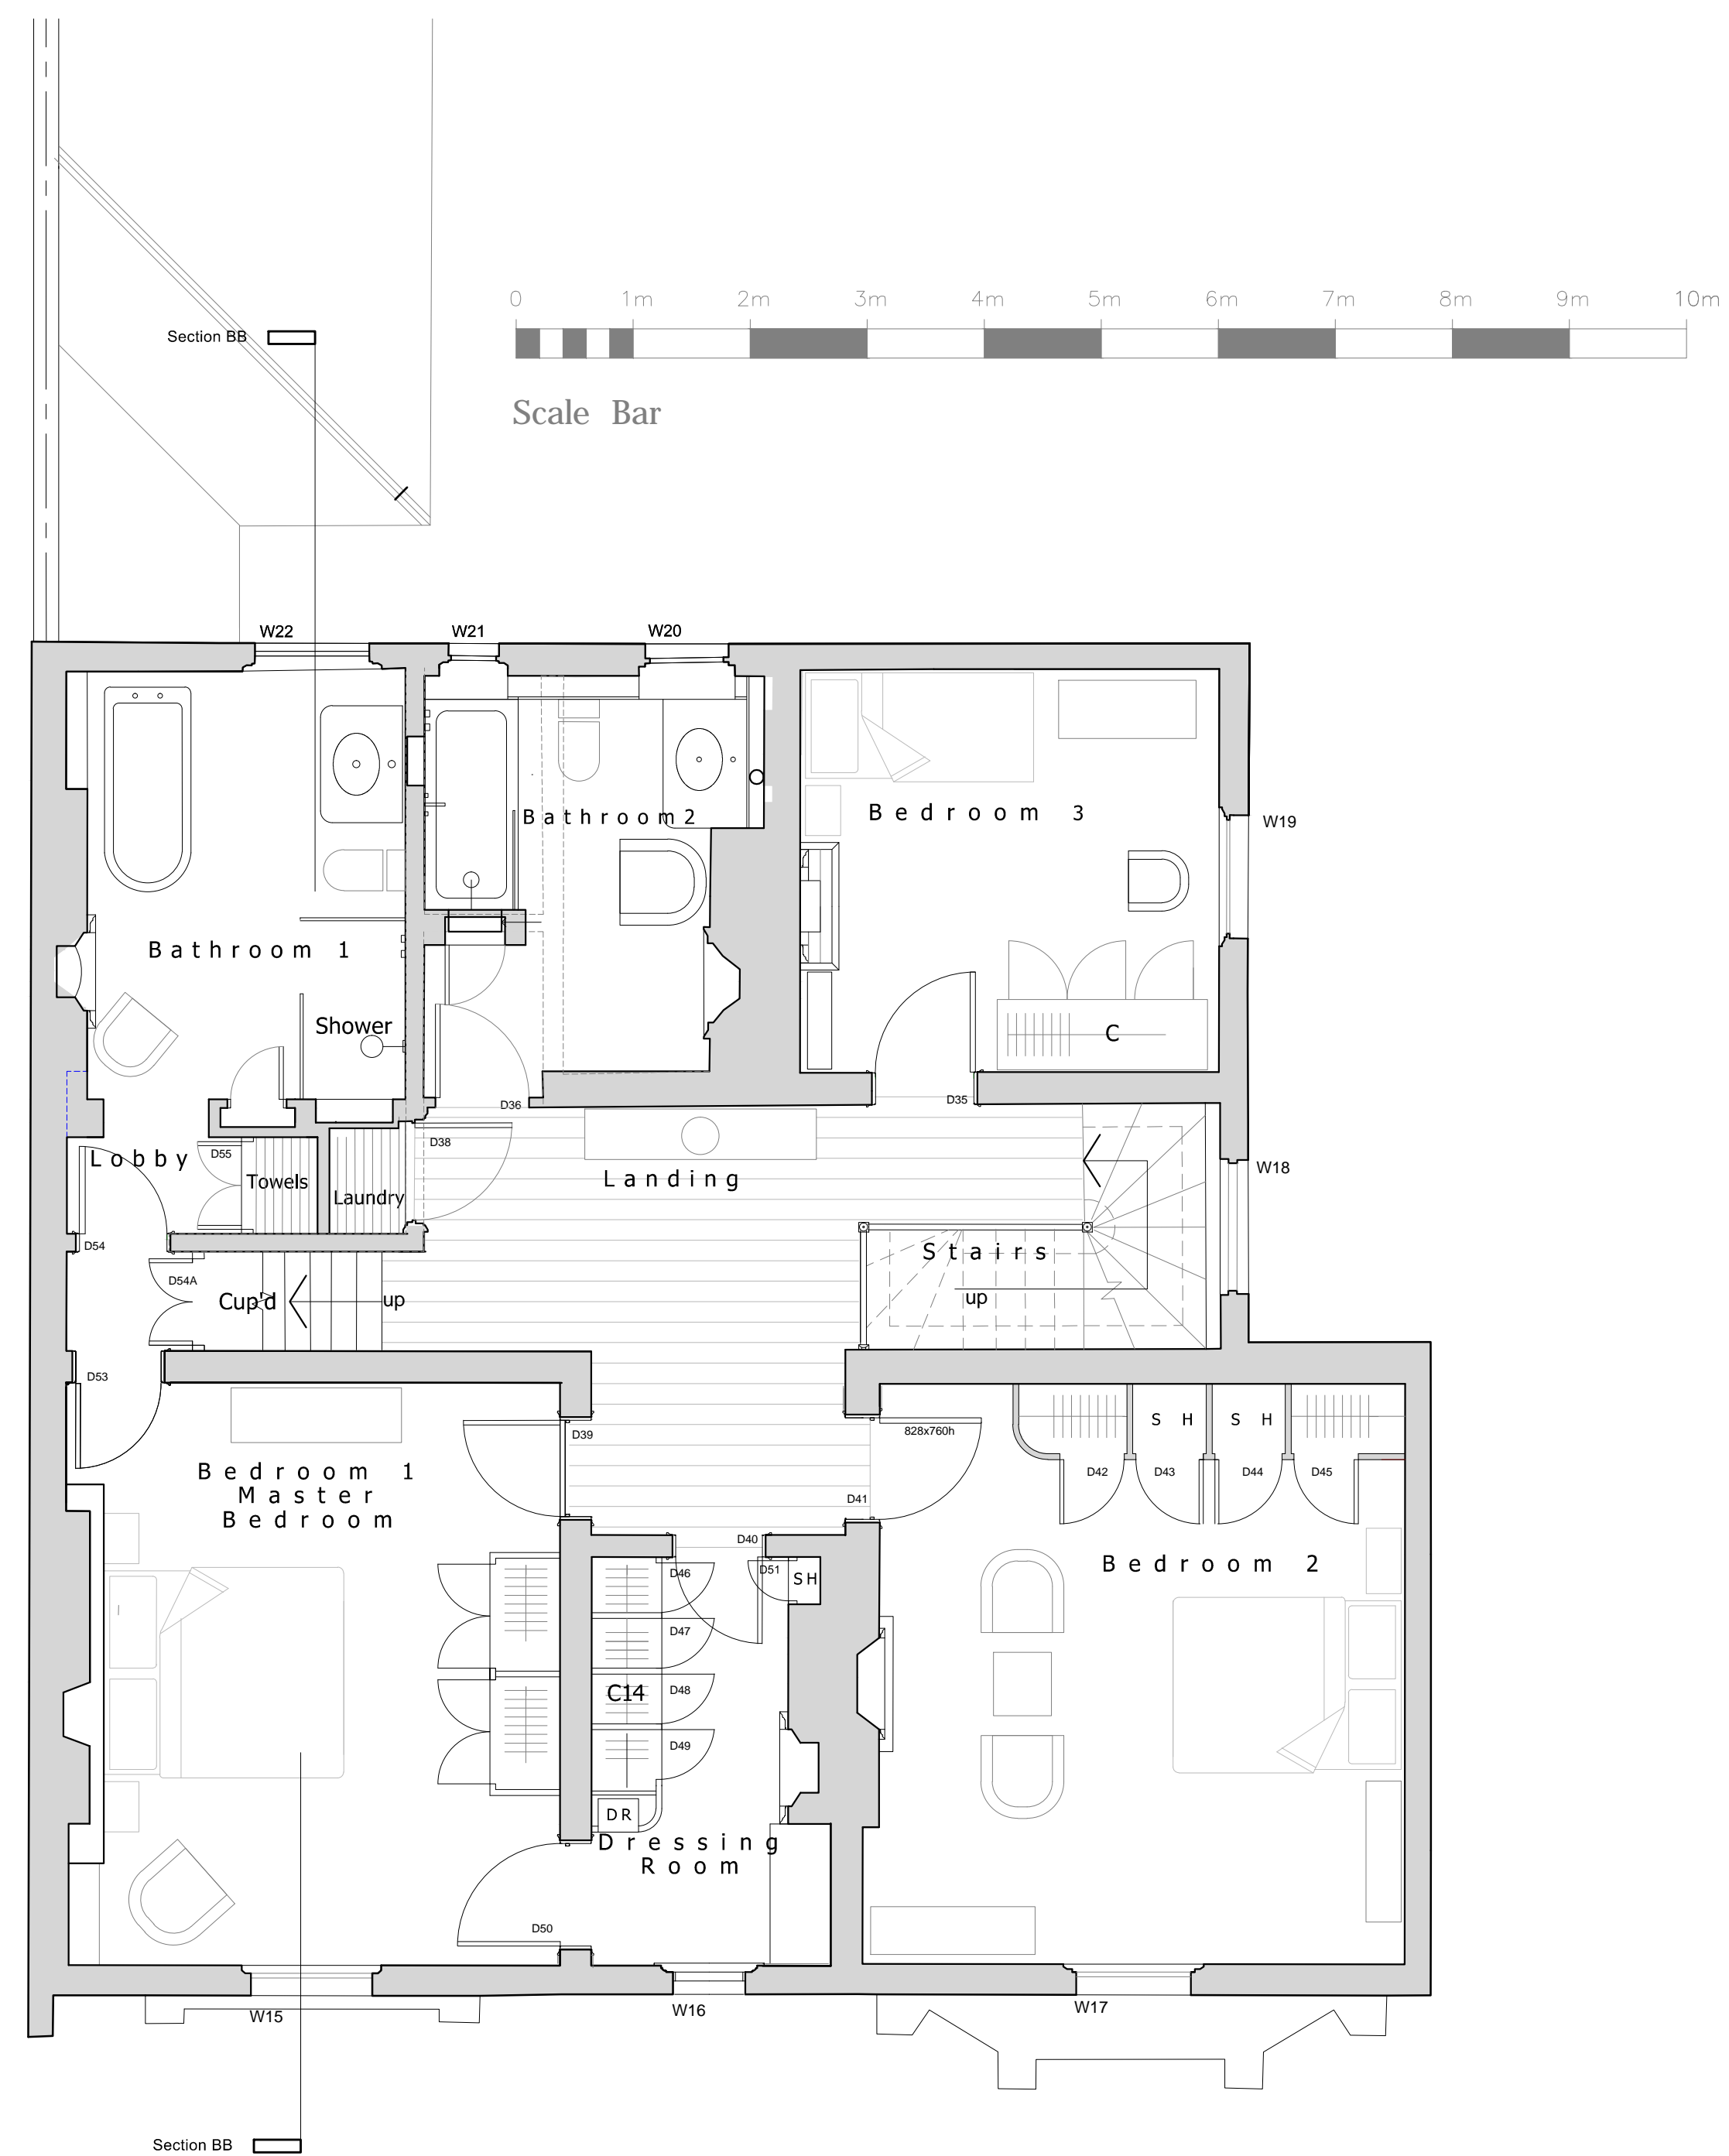 0 1m 2m 3m 4m 5m 6m 7m 8m 9m 10m
Section BB
Scale Bar
W22 W21 W20
Bathroom 2
Bedroom 3
W19
Bathroom 1
Shower
C
D36
D35
D38
Lobby
D55
Towels
Laundry
Landing
W18
D54
Stairs
D54A
Cup'd
up
up
D53
D39
828x760h
S H
S H
Bedroom 1
Master
Bedroom
D42 D43 D44 D45
D41
D40
Bedroom 2
D46
D51
SH
D47
C14
D48
D49
DR
Dressing
Room
D50
W15
W16
W17
Section BB